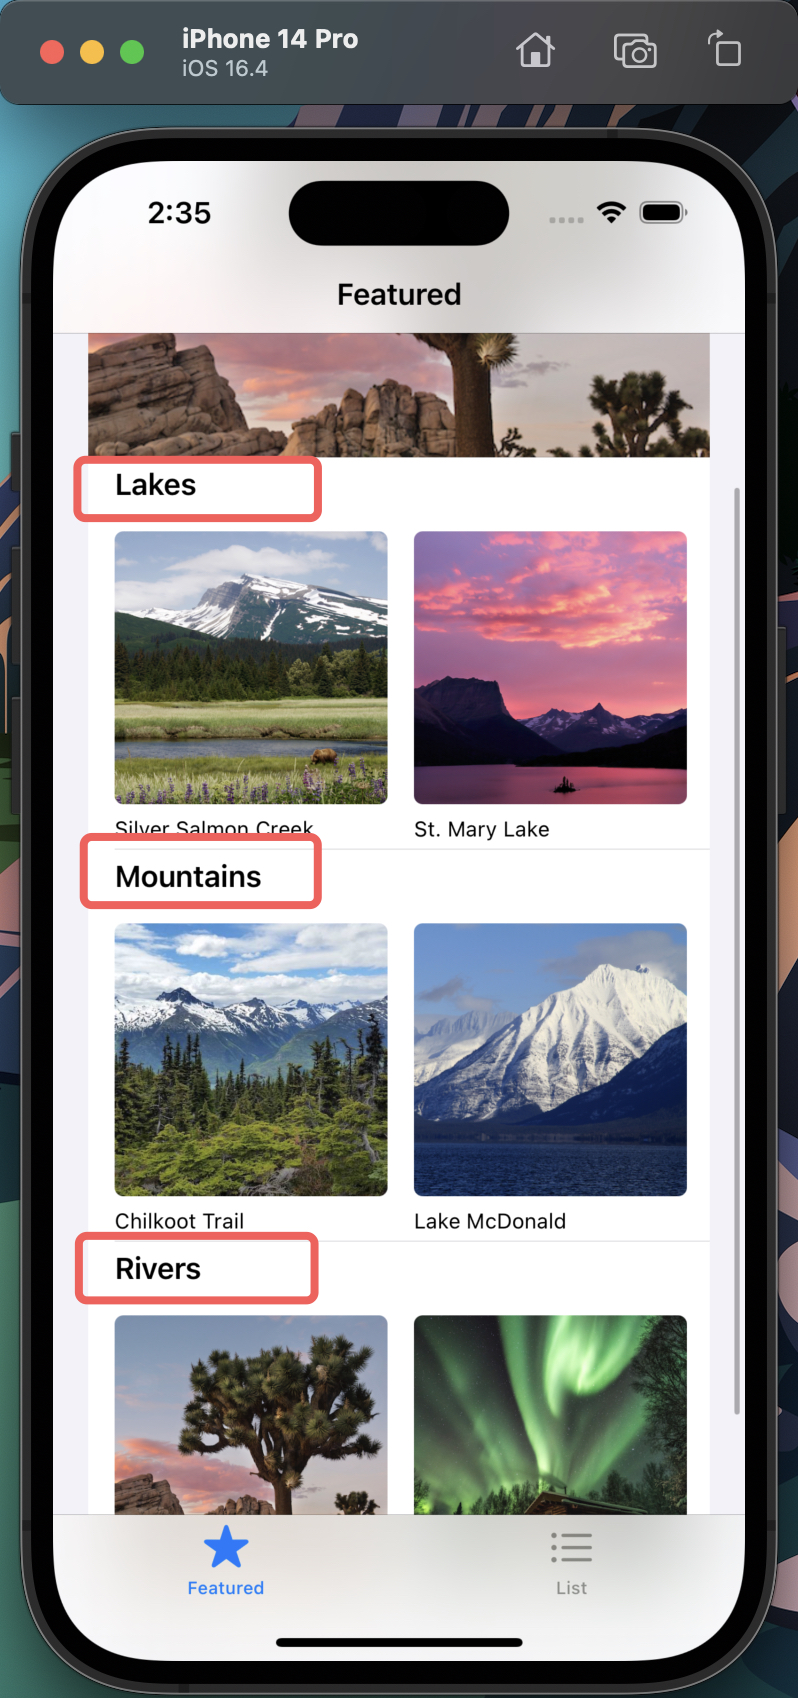 iPhone 14 Pro
iOS 16.4
2:35
Featured
Lakes
Silver Salmon Creek
St. Mary Lake
Mountains
Chilkoot Trail
Lake McDonald
Rivers
Featured
List